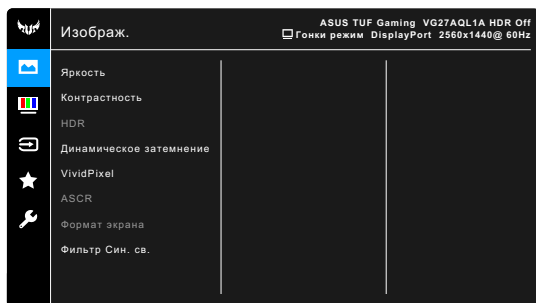 Изображ.
ASUS TUF Gaming VG27AQL1A HDR Off
Гонки режим DisplayPort 2560x1440@ 60Hz
Яркость
Контрастность
HDR
Динамическое затемнение
VividPixel
ASCR
Формат экрана
Фильтр Син. св.